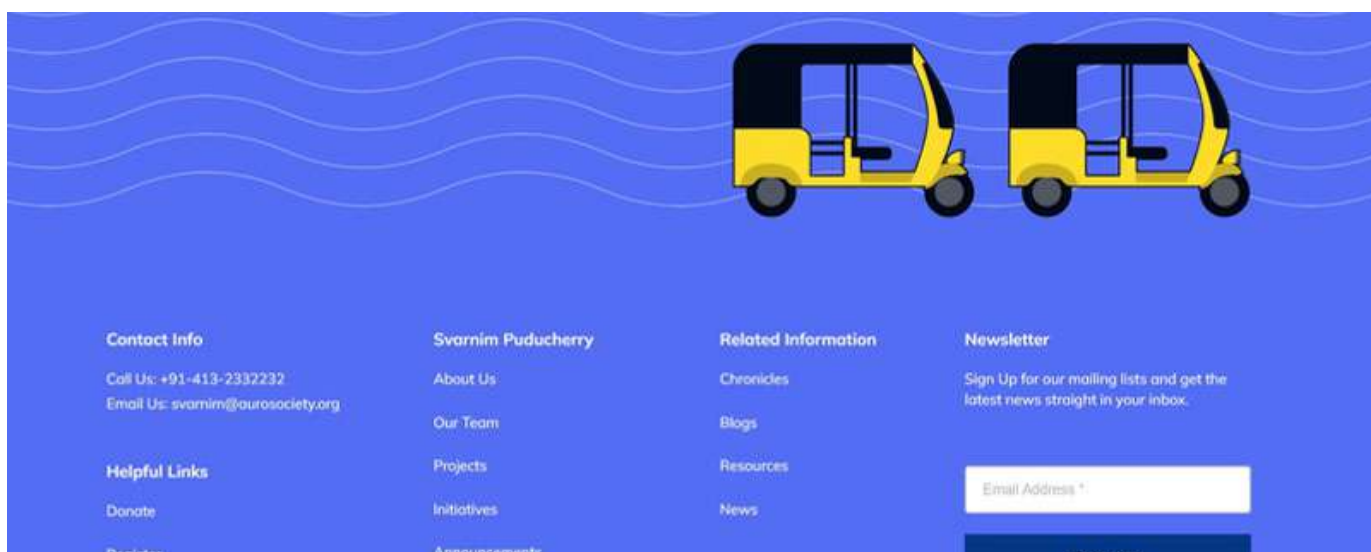 Contact Info
Call Us: +91-413-2332232
Email Us: svarnim@aurosociety.org
Helpful Links
Donate
Svarnim Puducherry
About Us
Our Team
Projects
Initiatives
Announcements
Related Information
Chronicles
Blogs
Resources
News
Newsletter
Sign Up for our mailing lists and get the
latest news straight in your inbox.
Email Address *